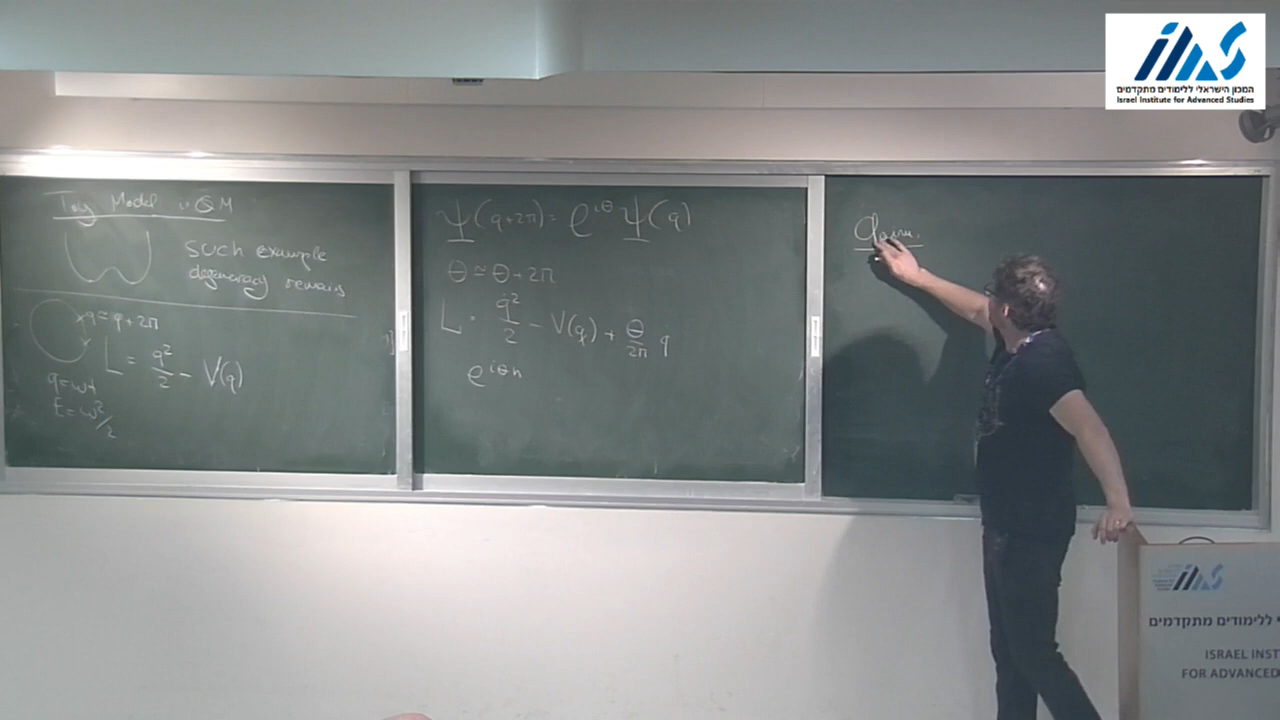 המכון הישראלי ללימודים מתקדמים
Israel Institute for Advanced Studies
Toy Model in QM
such example
degeneracy remains
q ≃ q + 2π
L = q̇²/2 − V(q)
q = ωt
E = ω²/2
Ψ(q+2π) = e^{iθ} Ψ(q)
θ ≃ θ + 2π
L = q̇²/2 − V(q) + θ/2π q̇
e^{iθn}
Claim.
ללימודים מתקדמים
ISRAEL INST
FOR ADVANCED